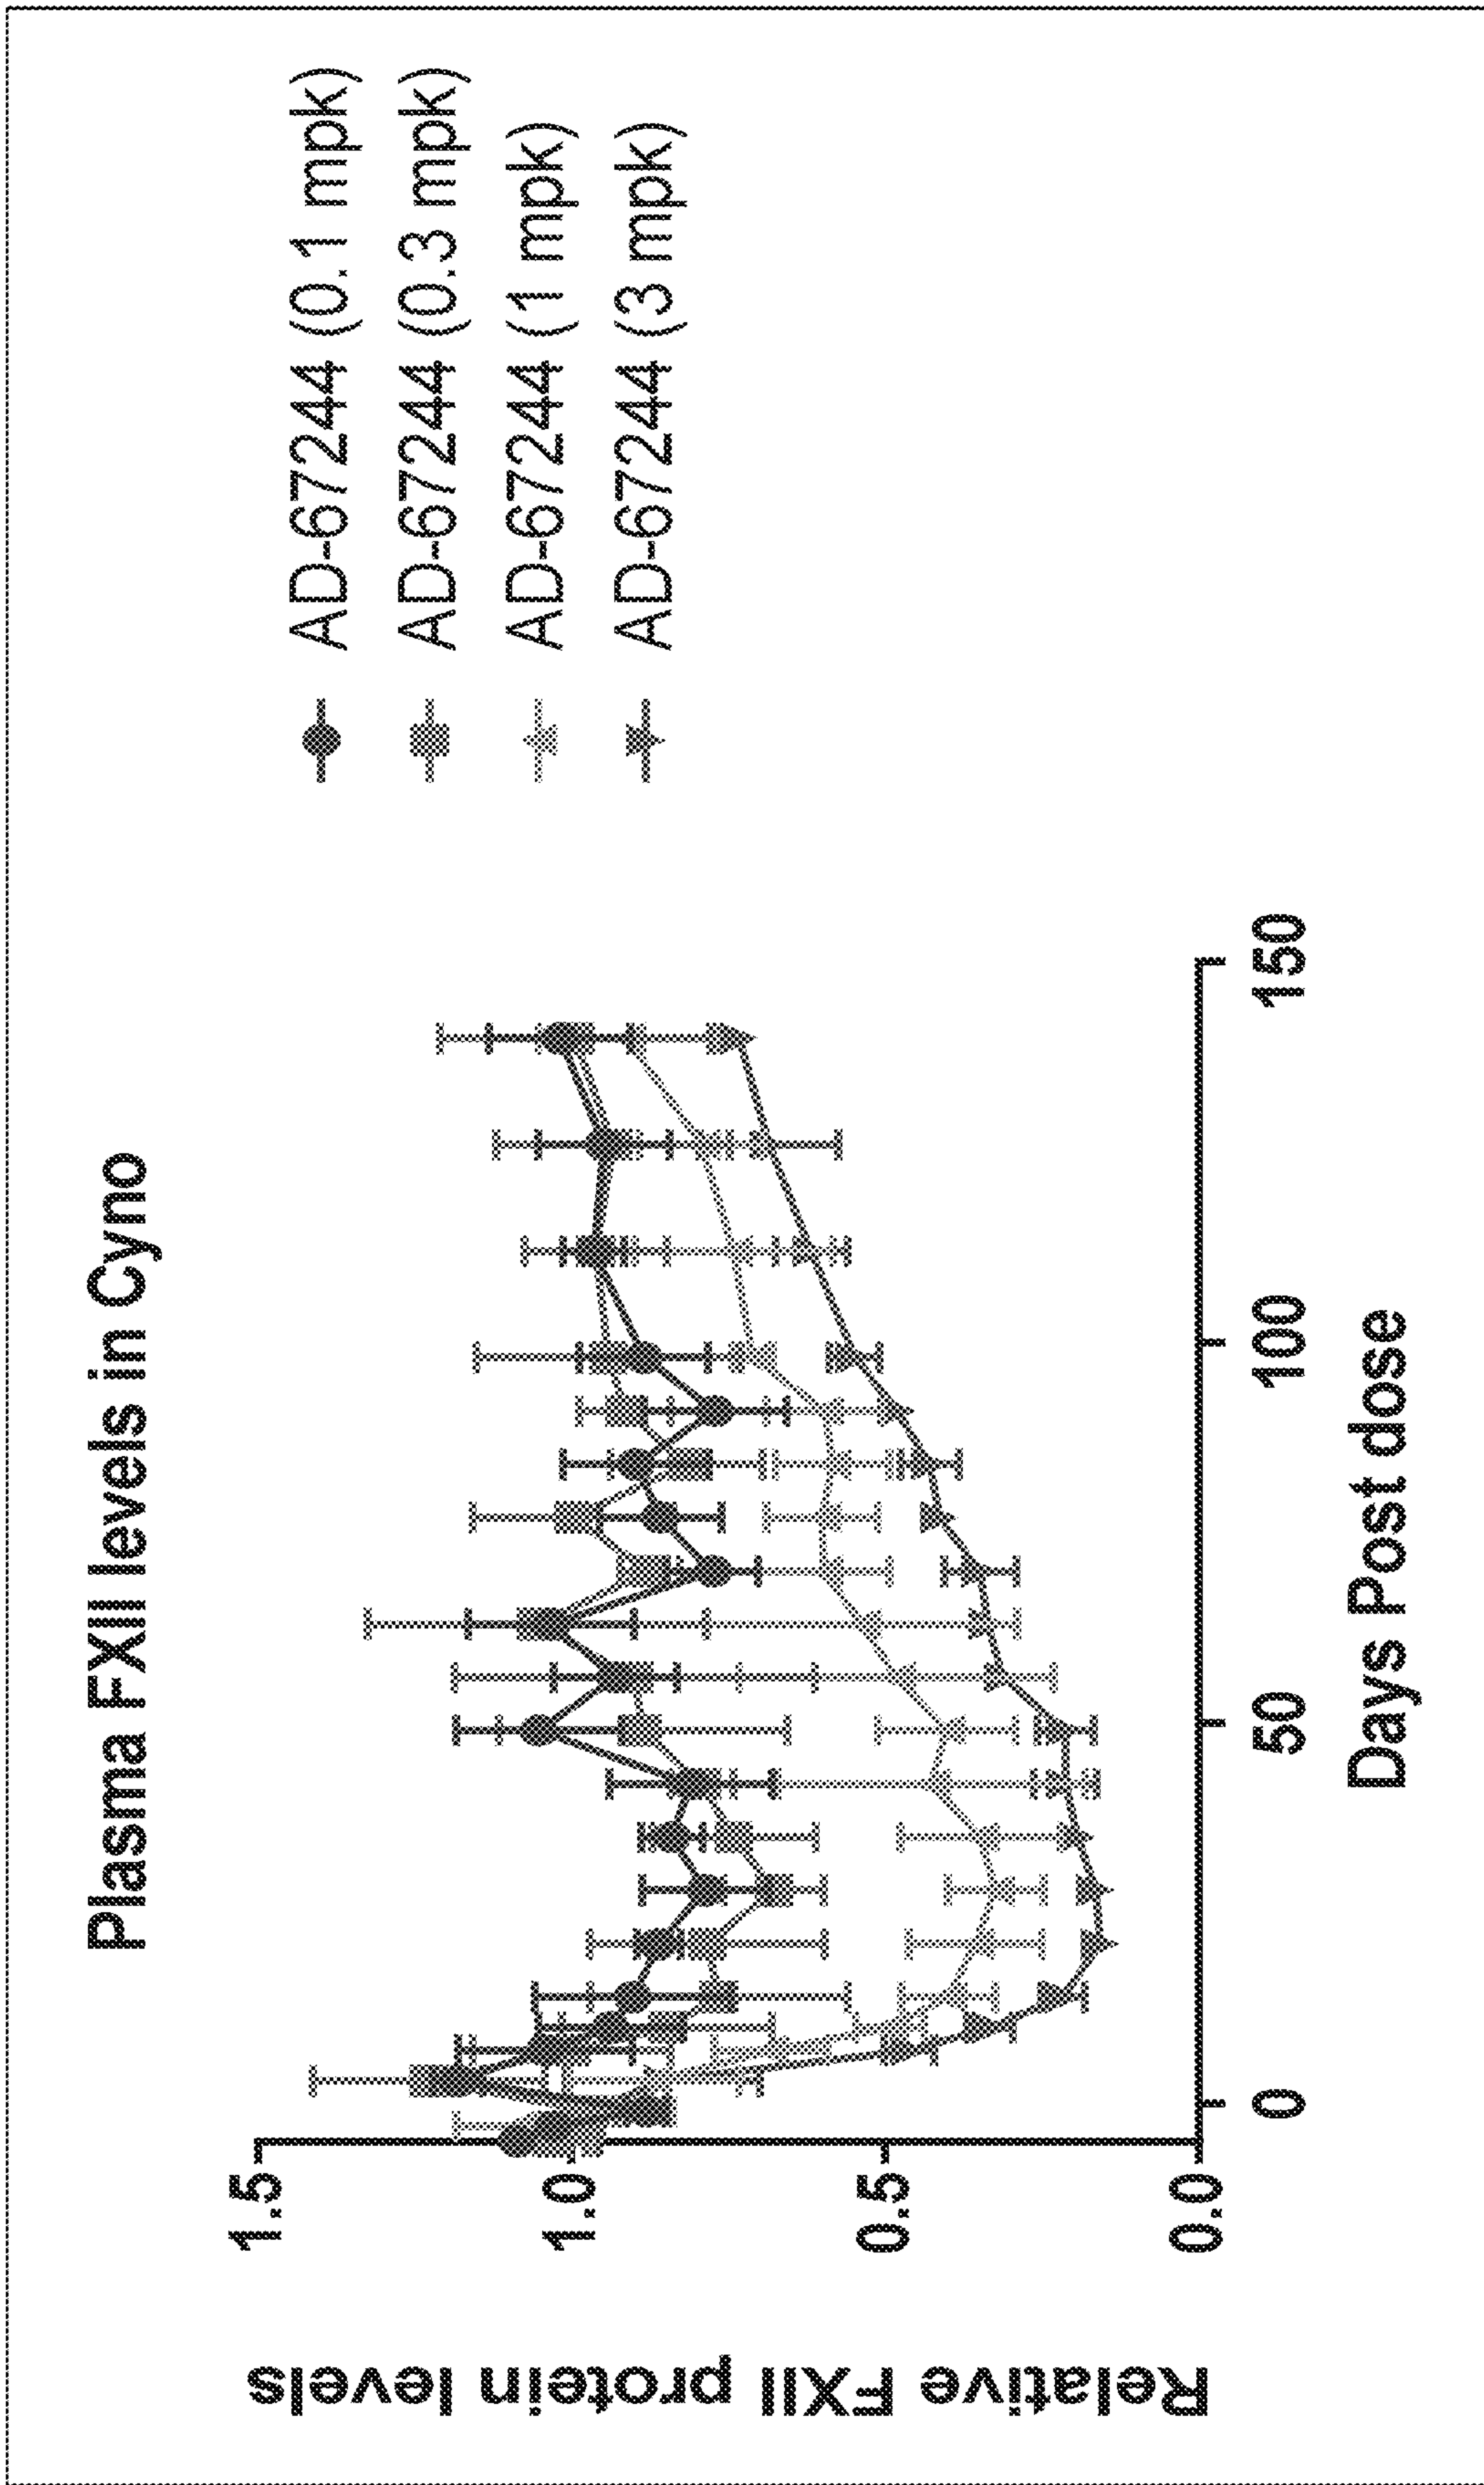 Plasma FXII levels in Cyno
Relative FXII protein levels
1.5
1.0
0.5
0.0
0
50
100
150
Days Post dose
AD-67244 (0.1 mpk)
AD-67244 (0.3 mpk)
AD-67244 (1 mpk)
AD-67244 (3 mpk)